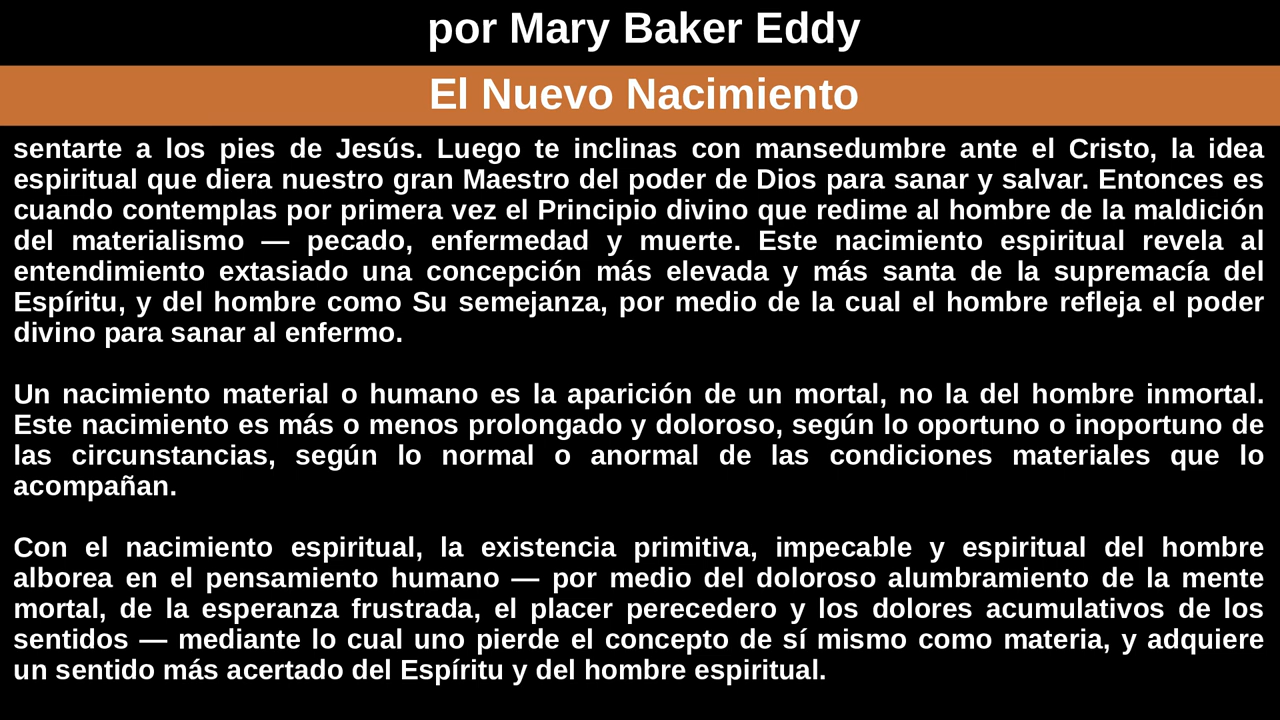 por Mary Baker Eddy
El Nuevo Nacimiento
sentarte a los pies de Jesús. Luego te inclinas con mansedumbre ante el Cristo, la idea
espiritual que diera nuestro gran Maestro del poder de Dios para sanar y salvar. Entonces es
cuando contemplas por primera vez el Principio divino que redime al hombre de la maldición
del materialismo — pecado, enfermedad y muerte. Este nacimiento espiritual revela al
entendimiento extasiado una concepción más elevada y más santa de la supremacía del
Espíritu, y del hombre como Su semejanza, por medio de la cual el hombre refleja el poder
divino para sanar al enfermo.
Un nacimiento material o humano es la aparición de un mortal, no la del hombre inmortal.
Este nacimiento es más o menos prolongado y doloroso, según lo oportuno o inoportuno de
las circunstancias, según lo normal o anormal de las condiciones materiales que lo
acompañan.
Con el nacimiento espiritual, la existencia primitiva, impecable y espiritual del hombre
alborea en el pensamiento humano — por medio del doloroso alumbramiento de la mente
mortal, de la esperanza frustrada, el placer perecedero y los dolores acumulativos de los
sentidos — mediante lo cual uno pierde el concepto de sí mismo como materia, y adquiere
un sentido más acertado del Espíritu y del hombre espiritual.